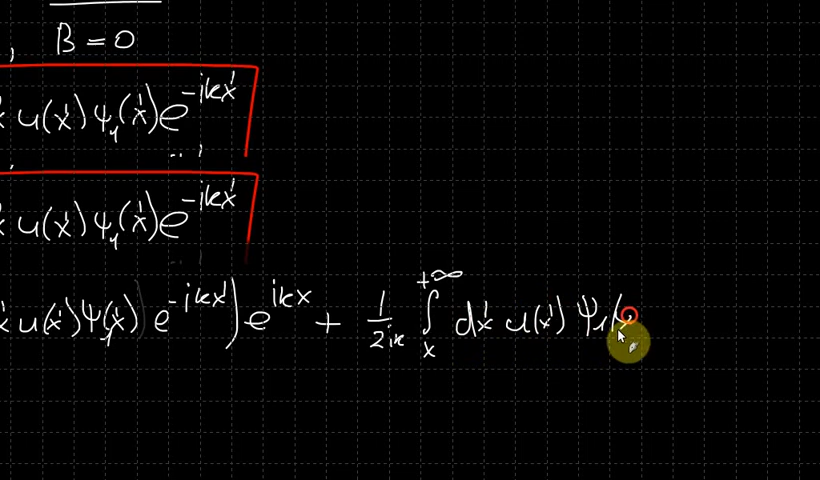 , B = 0
x' u(x') ψ₁(x') e^{-ikx'}
x' u(x') ψ₁(x') e^{-ikx'}
x' u(x') ψ₁(x') e^{-ikx'}) e^{ikx} + 1/2ik ∫_x^{+∞} dx' u(x') ψ₁(x